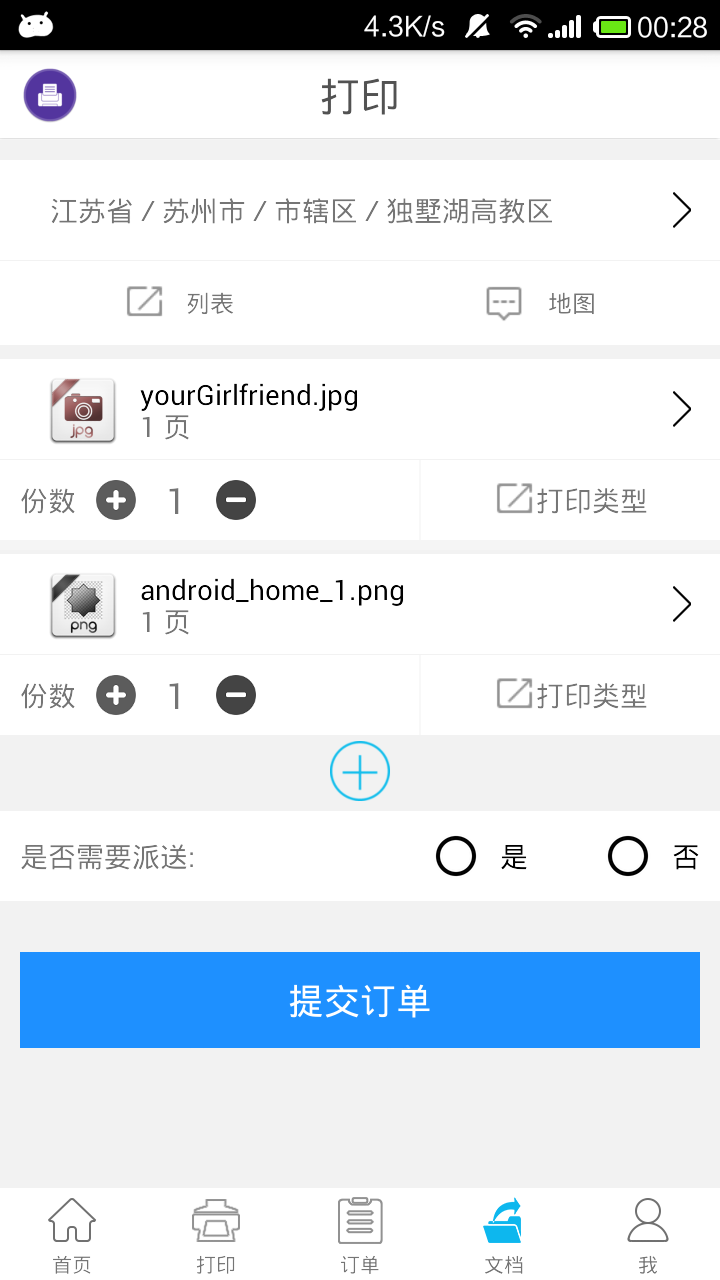 4.3K/s 00:28
打印
江苏省 / 苏州市 / 市辖区 / 独墅湖高教区
列表 地图
yourGirlfriend.jpg
jpg
1 页
份数 1 打印类型
android_home_1.png
png
1 页
份数 1 打印类型
是否需要派送: 是 否
提交订单
首页 打印 订单 文档 我